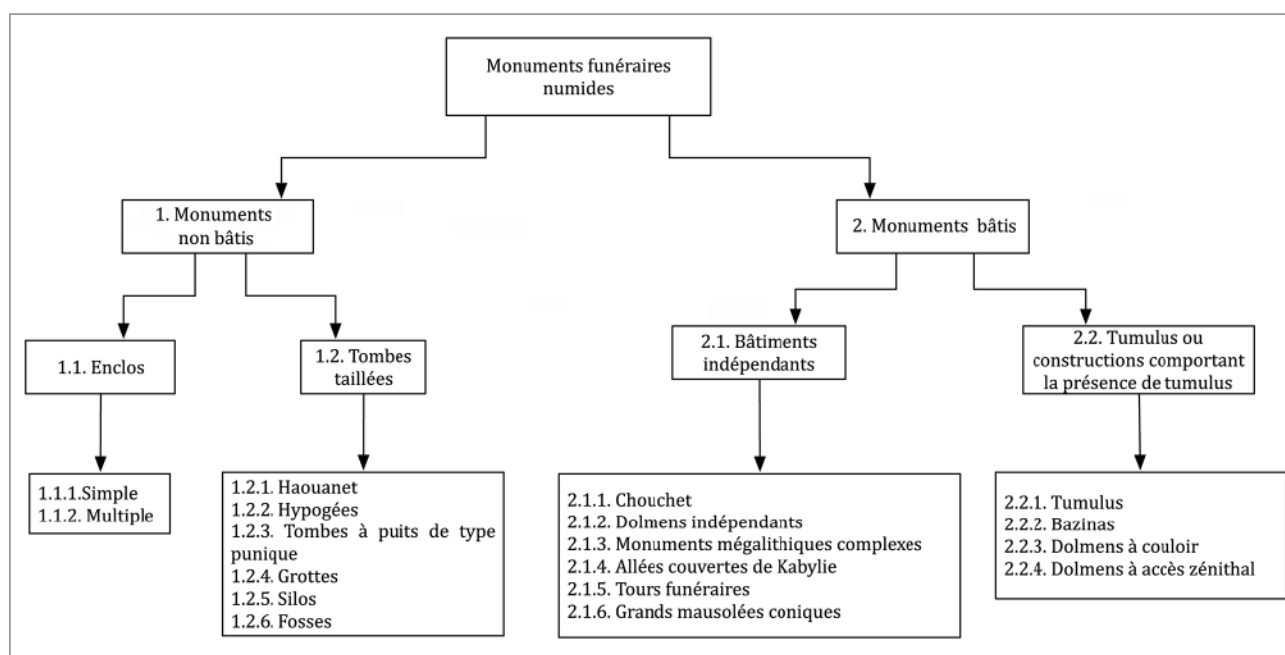 Monuments funéraires
numides
1. Monuments
non bâtis
2. Monuments bâtis
1.1. Enclos
1.2. Tombes
taillées
2.1. Bâtiments
indépendants
2.2. Tumulus ou
constructions comportant
la présence de tumulus
1.1.1.Simple
1.1.2. Multiple
1.2.1. Haouanet
1.2.2. Hypogées
1.2.3. Tombes à puits de type
punique
1.2.4. Grottes
1.2.5. Silos
1.2.6. Fosses
2.1.1. Chouchet
2.1.2. Dolmens indépendants
2.1.3. Monuments mégalithiques complexes
2.1.4. Allées couvertes de Kabylie
2.1.5. Tours funéraires
2.1.6. Grands mausolées coniques
2.2.1. Tumulus
2.2.2. Bazinas
2.2.3. Dolmens à couloir
2.2.4. Dolmens à accès zénithal